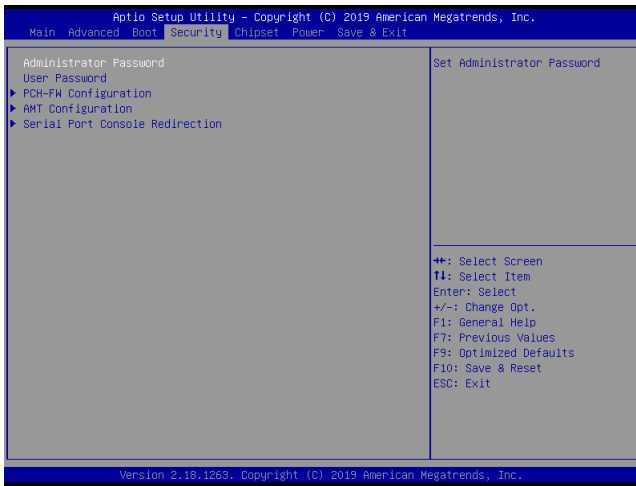 Aptio Setup Utility – Copyright (C) 2019 American Megatrends, Inc.
Main Advanced Boot Security Chipset Power Save & Exit
Administrator Password
User Password
PCH-FW Configuration
AMT Configuration
Serial Port Console Redirection
Set Administrator Password
→←: Select Screen
↑↓: Select Item
Enter: Select
+/-: Change Opt.
F1: General Help
F7: Previous Values
F9: Optimized Defaults
F10: Save & Reset
ESC: Exit
Version 2.18.1263. Copyright (C) 2019 American Megatrends, Inc.